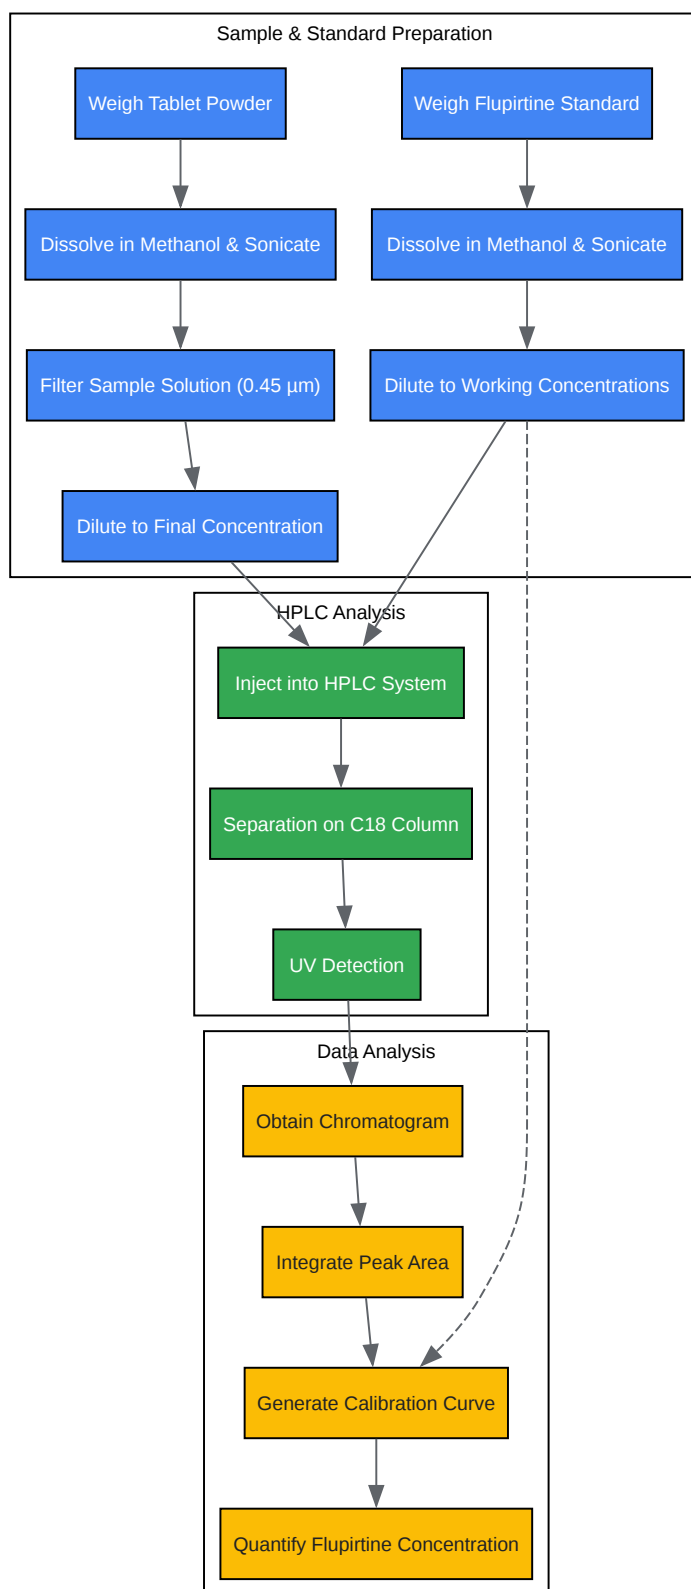 Sample & Standard Preparation
Weigh Tablet Powder
Weigh Flupirtine Standard
Dissolve in Methanol & Sonicate
Dissolve in Methanol & Sonicate
Filter Sample Solution (0.45 µm)
Dilute to Working Concentrations
Dilute to Final Concentration
HPLC Analysis
Inject into HPLC System
Separation on C18 Column
UV Detection
Data Analysis
Obtain Chromatogram
Integrate Peak Area
Generate Calibration Curve
Quantify Flupirtine Concentration